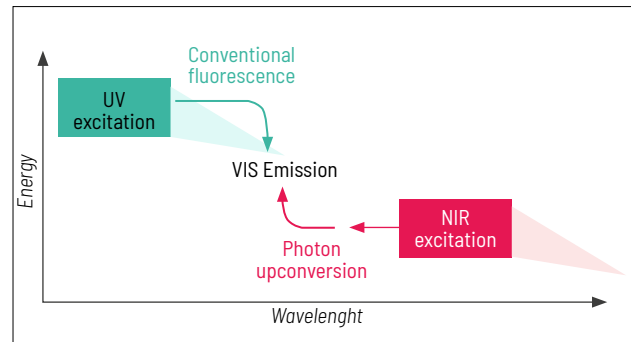 Conventional
fluorescence
UV
excitation
VIS Emission
NIR
excitation
Photon
upconversion
Energy
Wavelenght